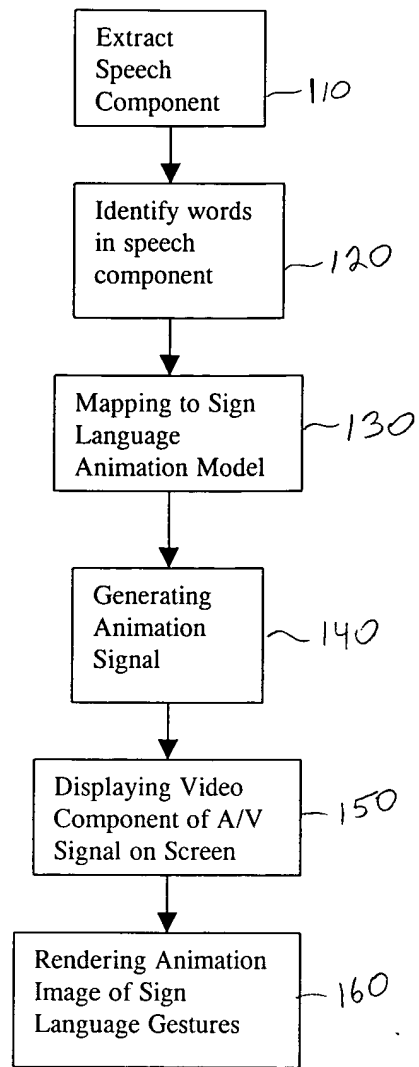 Extract
Speech
Component
110
Identify words
in speech
component
120
Mapping to Sign
Language
Animation Model
130
Generating
Animation
Signal
140
Displaying Video
Component of A/V
Signal on Screen
150
Rendering Animation
Image of Sign
Language Gestures
160